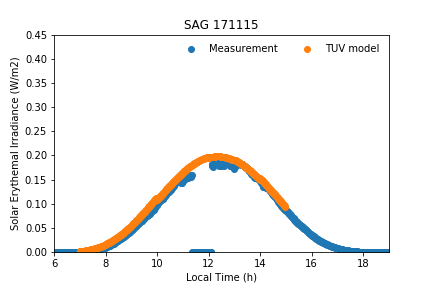 SAG 171115
Measurement
TUV model
Solar Erythemal Irradiance (W/m2)
0.45
0.40
0.35
0.30
0.25
0.20
0.15
0.10
0.05
0.00
6 8 10 12 14 16 18
Local Time (h)